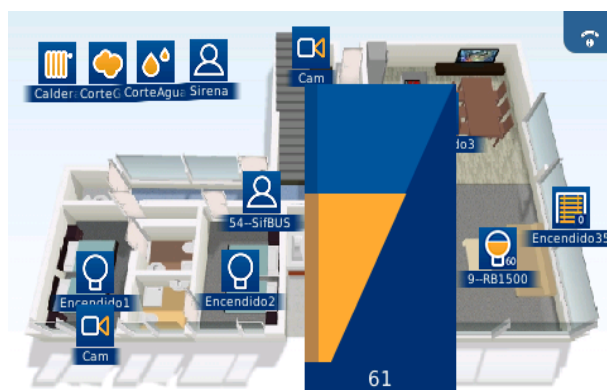 Cam
Calder
CorteG
CorteAgua
Sirena
do3
54--SifBUS
0
Encendido35
60
9--RB1500
Encendido1
Encendido2
Cam
61